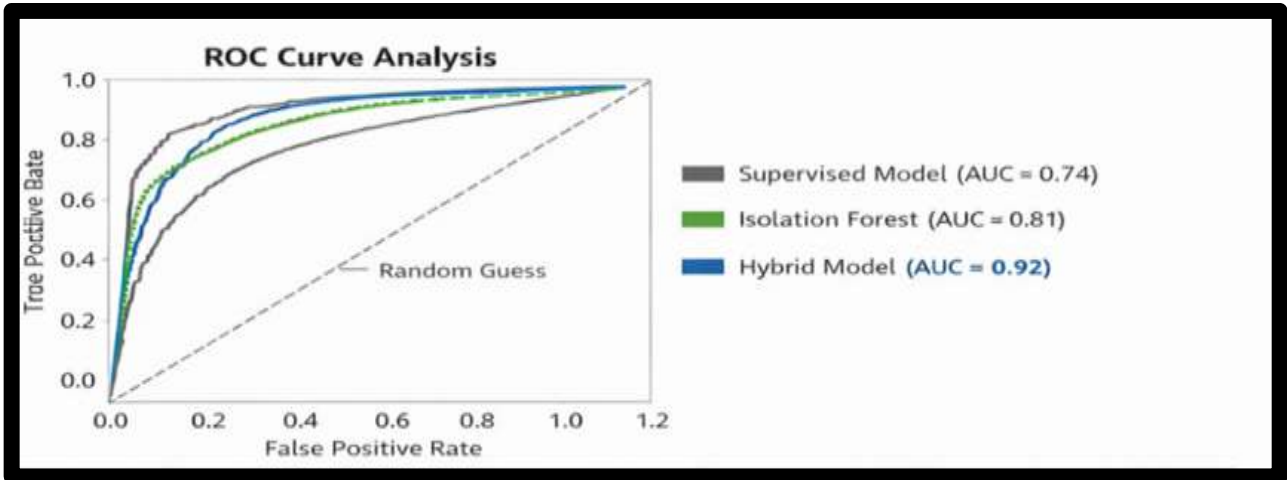 ROC Curve Analysis
1.0
0.8
0.6
0.4
0.2
0.0
True Pocttive Bate
0.0 0.2 0.4 0.6 0.8 1.0 1.2
False Positive Rate
Random Guess
Supervised Model (AUC = 0.74)
Isolation Forest (AUC = 0.81)
Hybrid Model (AUC = 0.92)